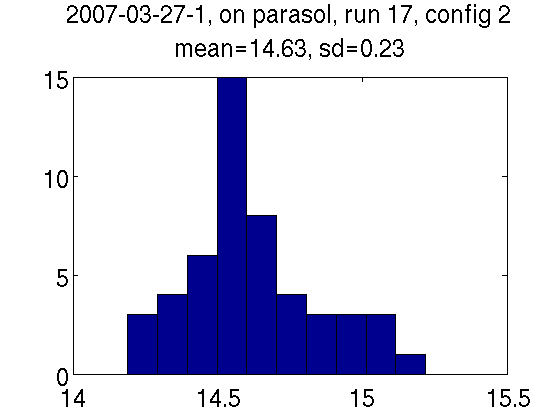 2007-03-27-1, on parasol, run 17, config 2
mean=14.63, sd=0.23
15
10
5
0
14 14.5 15 15.5